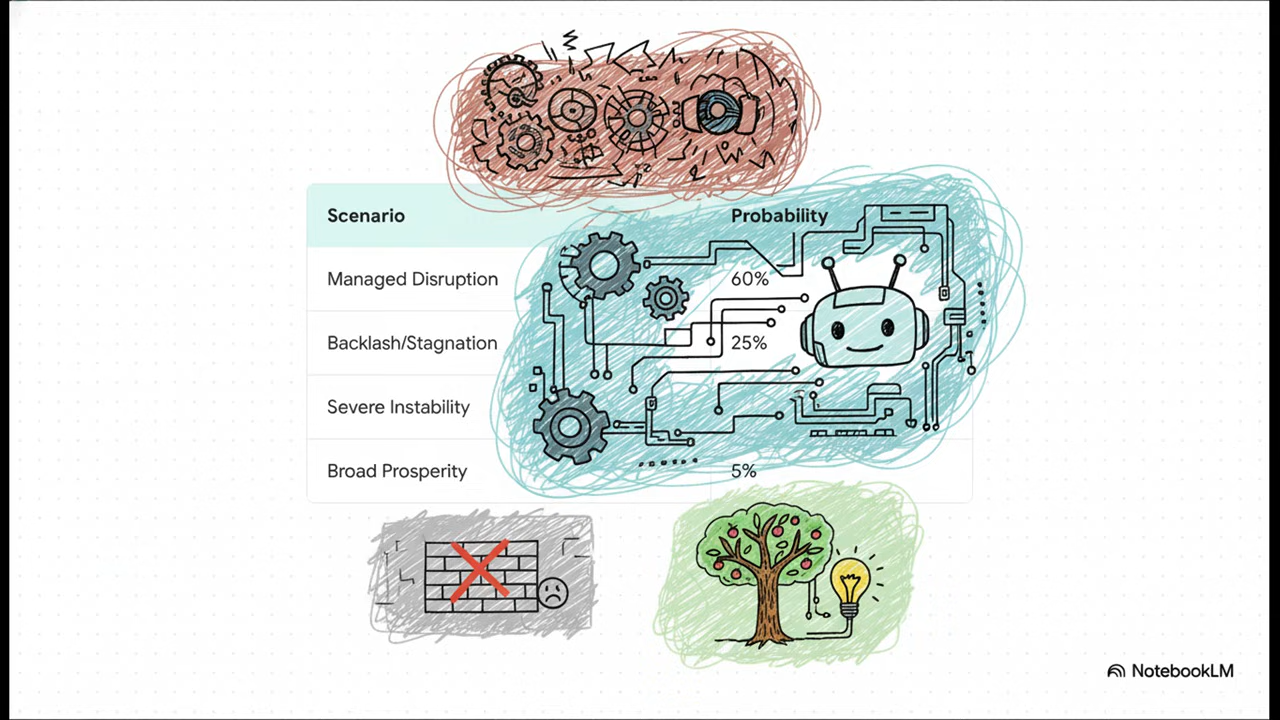 Scenario Probability
Managed Disruption 60%
Backlash/Stagnation 25%
Severe Instability
Broad Prosperity 5%
NotebookLM